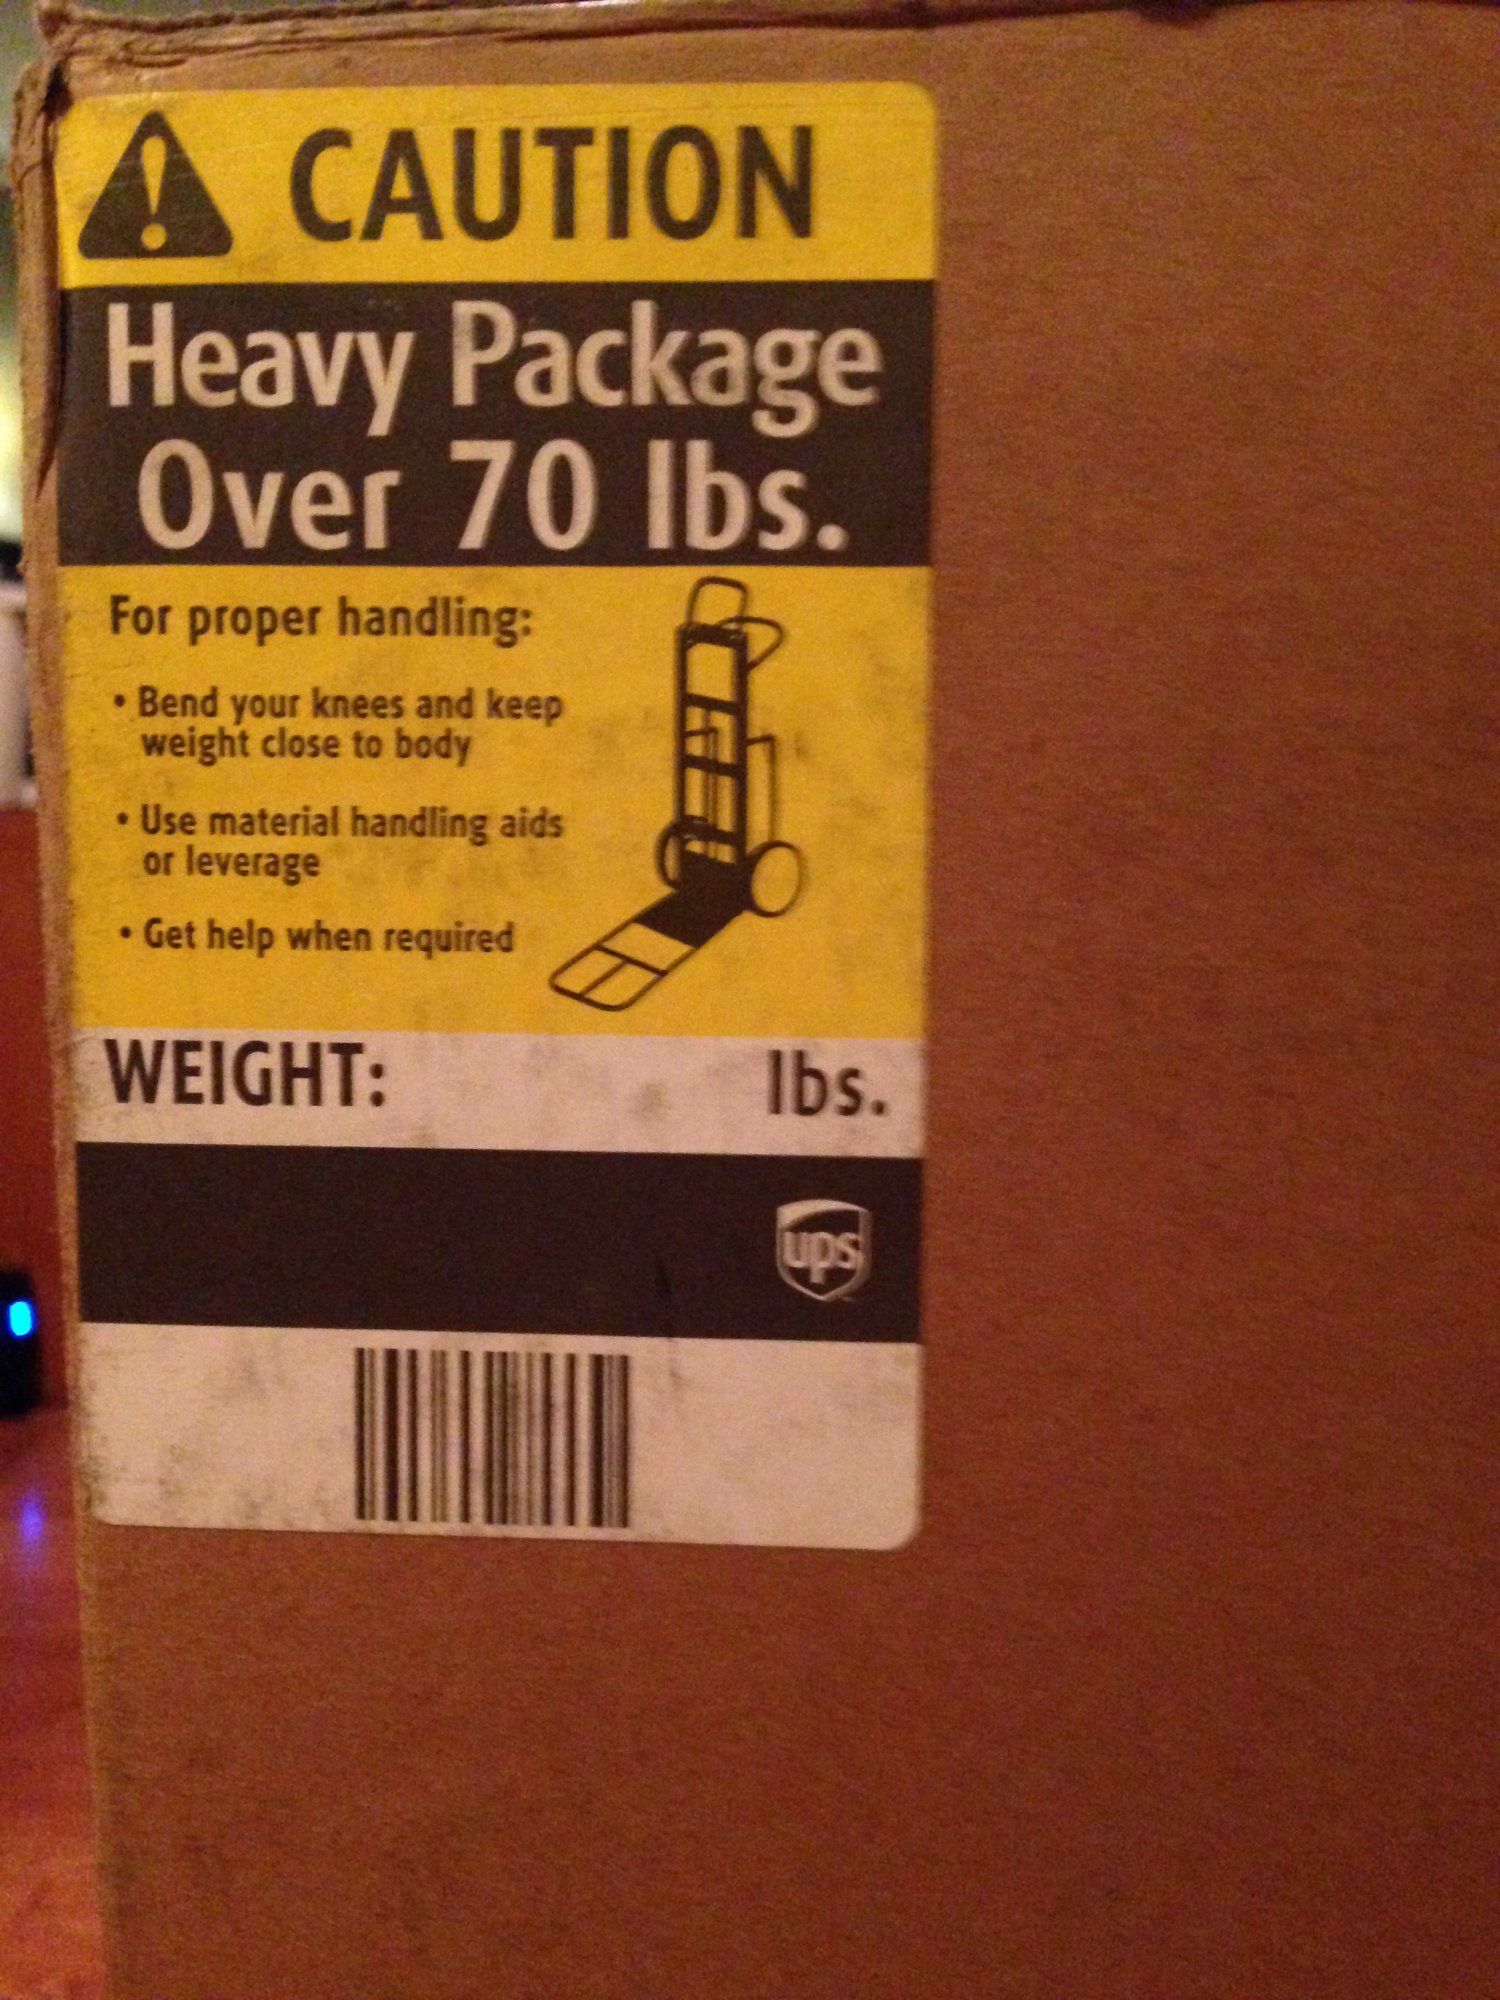 CAUTION
Heavy Package
Over 70 lbs.
For proper handling:
• Bend your knees and keep
weight close to body
• Use material handling aids
or leverage
• Get help when required
WEIGHT: lbs.
ups